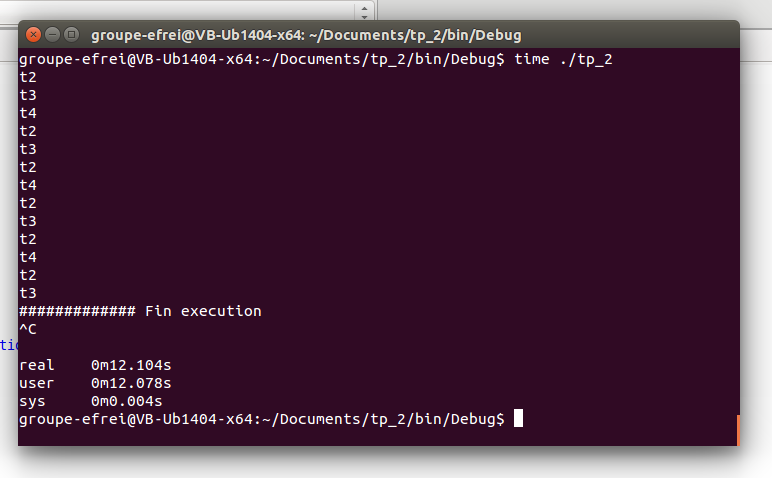 groupe-efrei@VB-Ub1404-x64: ~/Documents/tp_2/bin/Debug
groupe-efrei@VB-Ub1404-x64:~/Documents/tp_2/bin/Debug$ time ./tp_2
t2
t3
t4
t2
t3
t2
t4
t2
t3
t2
t4
t2
t3
############# Fin execution
^C
tic
real    0m12.104s
user    0m12.078s
sys     0m0.004s
groupe-efrei@VB-Ub1404-x64:~/Documents/tp_2/bin/Debug$